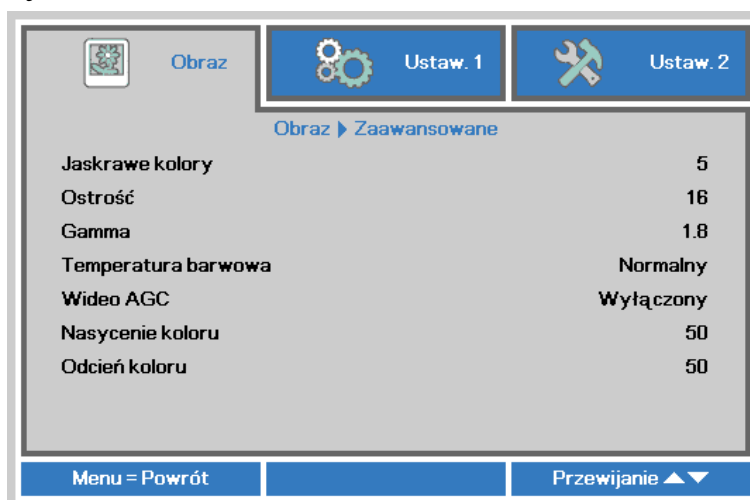 Obraz Ustaw. 1 Ustaw. 2
Obraz ▶ Zaawansowane
Jaskrawe kolory 5
Ostrość 16
Gamma 1.8
Temperatura barwowa Normalny
Wideo AGC Wyłączony
Nasycenie koloru 50
Odcień koloru 50
Menu = Powrót Przewijanie ▲▼